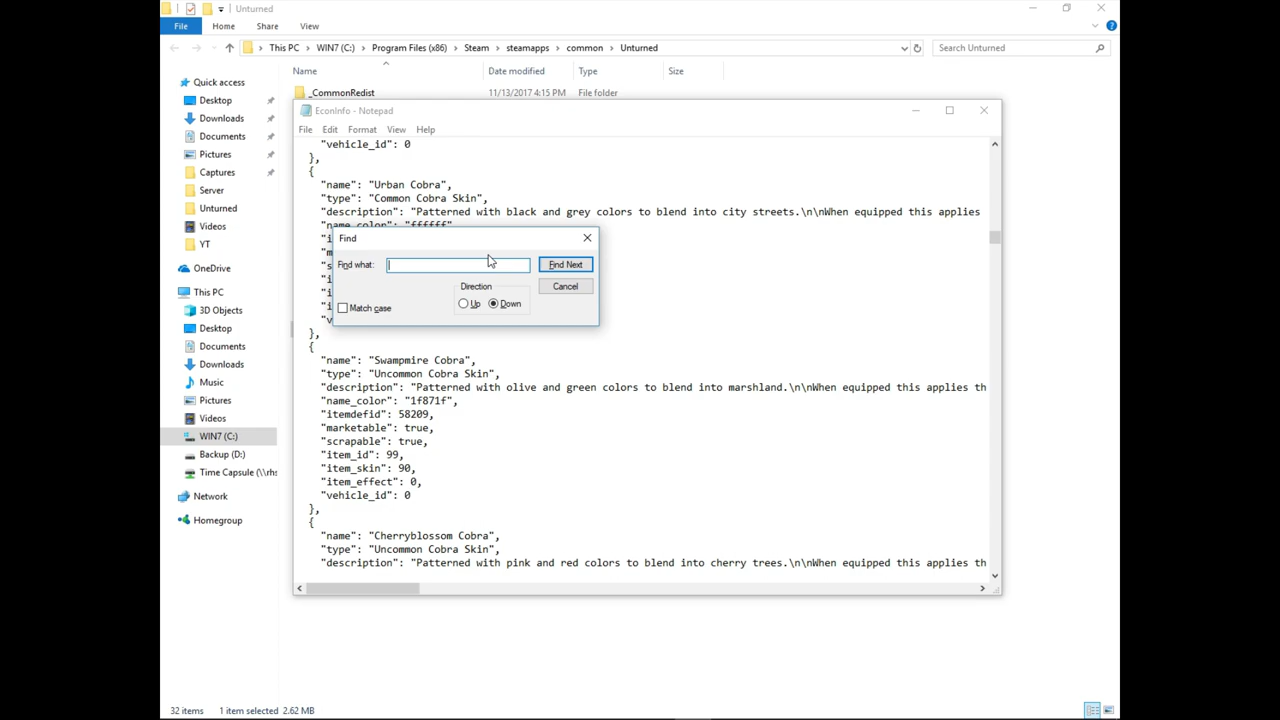 Unturned
File
Home
Share
View
This PC
WIN7 (C:)
Program Files (x86)
Steam
steamapps
common
Unturned
Search Unturned
Name
Date modified
Type
Size
_CommonRedist
11/13/2017 4:15 PM
File folder
Quick access
Desktop
Downloads
Documents
Pictures
Captures
Server
Unturned
Videos
YT
OneDrive
This PC
3D Objects
Desktop
Documents
Downloads
Music
Pictures
Videos
WIN7 (C:)
Backup (D:)
Time Capsule (\\rhs
Network
Homegroup
EconInfo - Notepad
File Edit Format View Help
"vehicle_id": 0
},
{
"name": "Urban Cobra",
"type": "Common Cobra Skin",
"description": "Patterned with black and grey colors to blend into city streets.\n\nWhen equipped this applies
"name_color": "ffffff",
"i
"m
"s
"i
"i
"i
"v
},
{
"name": "Swampmire Cobra",
"type": "Uncommon Cobra Skin",
"description": "Patterned with olive and green colors to blend into marshland.\n\nWhen equipped this applies th
"name_color": "1f871f",
"itemdefid": 58209,
"marketable": true,
"scrapable": true,
"item_id": 99,
"item_skin": 90,
"item_effect": 0,
"vehicle_id": 0
},
{
"name": "Cherryblossom Cobra",
"type": "Uncommon Cobra Skin",
"description": "Patterned with pink and red colors to blend into cherry trees.\n\nWhen equipped this applies th
Find
Find what:
Find Next
Direction
Cancel
Up
Down
Match case
32 items
1 item selected 2.62 MB